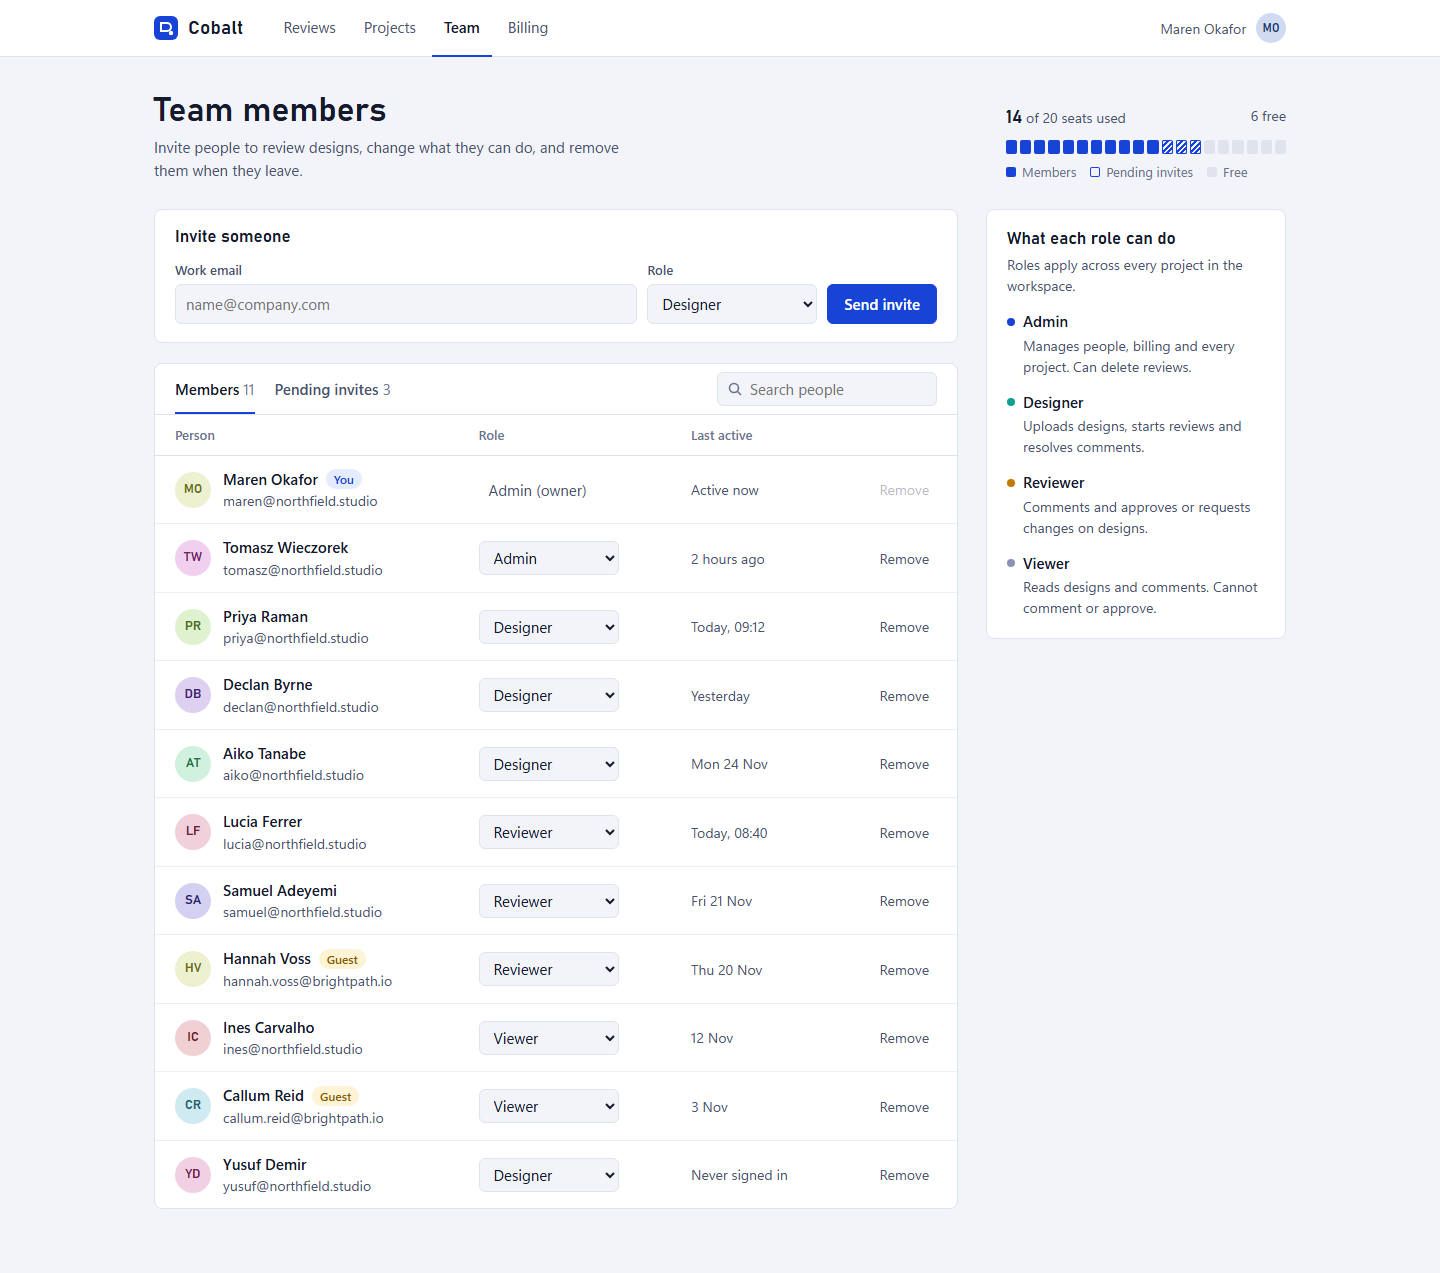 Cobalt
Reviews
Projects
Team
Billing
Maren Okafor
MO
Team members
Invite people to review designs, change what they can do, and remove
them when they leave.
14 of 20 seats used
6 free
Members
Pending invites
Free
Invite someone
Work email
Role
name@company.com
Designer
Send invite
Members 11
Pending invites 3
Search people
Person
Role
Last active
MO
Maren Okafor
You
maren@northfield.studio
Admin (owner)
Active now
Remove
TW
Tomasz Wieczorek
tomasz@northfield.studio
Admin
2 hours ago
Remove
PR
Priya Raman
priya@northfield.studio
Designer
Today, 09:12
Remove
DB
Declan Byrne
declan@northfield.studio
Designer
Yesterday
Remove
AT
Aiko Tanabe
aiko@northfield.studio
Designer
Mon 24 Nov
Remove
LF
Lucia Ferrer
lucia@northfield.studio
Reviewer
Today, 08:40
Remove
SA
Samuel Adeyemi
samuel@northfield.studio
Reviewer
Fri 21 Nov
Remove
HV
Hannah Voss
Guest
hannah.voss@brightpath.io
Reviewer
Thu 20 Nov
Remove
IC
Ines Carvalho
ines@northfield.studio
Viewer
12 Nov
Remove
CR
Callum Reid
Guest
callum.reid@brightpath.io
Viewer
3 Nov
Remove
YD
Yusuf Demir
yusuf@northfield.studio
Designer
Never signed in
Remove
What each role can do
Roles apply across every project in the
workspace.
Admin
Manages people, billing and every
project. Can delete reviews.
Designer
Uploads designs, starts reviews and
resolves comments.
Reviewer
Comments and approves or requests
changes on designs.
Viewer
Reads designs and comments. Cannot
comment or approve.